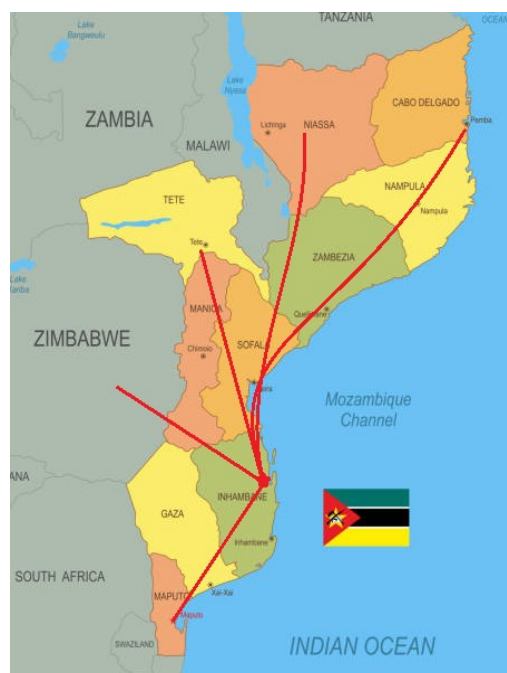 TANZANIA
OCEAN
Lake
Bangweulu
Lake
Nyasa
CABO DELGADO
ZAMBIA
Lichinga
NIASSA
Pemba
MALAWI
NAMPULA
TETE
Nampula
Tete
ZAMBEZIA
Lake
Kariba
MANICA
Quelimane
ZIMBABWE
SOFALA
Chimoio
Beira
Mozambique
Channel
ANA
INHAMBANE
GAZA
Inhambane
SOUTH AFRICA
MAPUTO
Xai-Xai
Maputo
SWAZILAND
INDIAN OCEAN